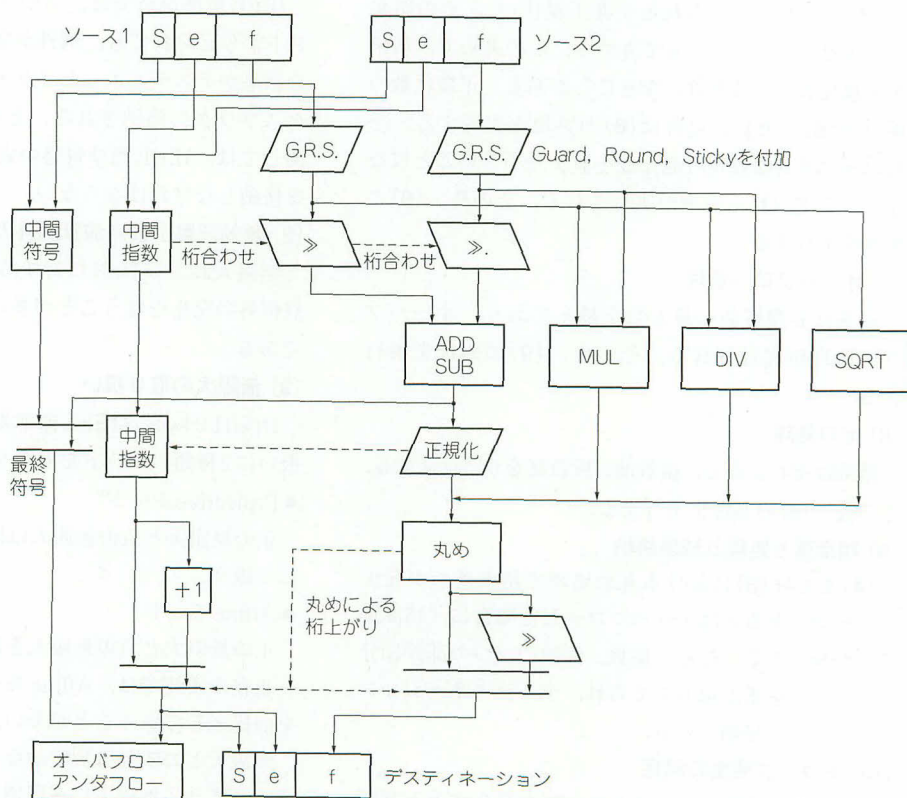 ソース1 S e f
S e f ソース2
G.R.S.
G.R.S.
Guard, Round, Stickyを付加
中間
符号
中間
指数
≫
桁合わせ
≫.
桁合わせ
ADD
SUB
MUL
DIV
SQRT
中間
指数
正規化
最終
符号
丸め
+1
丸めによる
桁上がり
≫
オーバフロー
アンダフロー
S e f デスティネーション